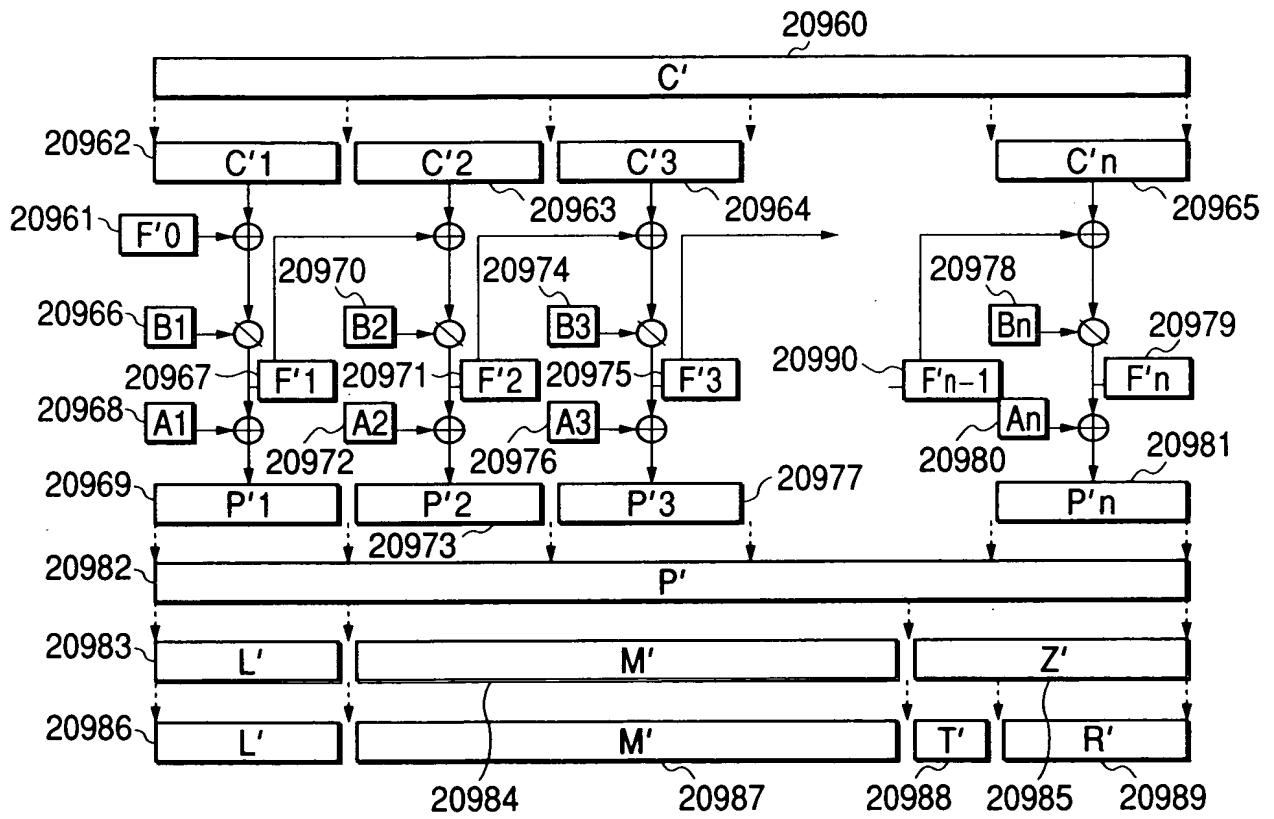 20960
C'
20962 C'1 C'2 C'3 C'n
20963 20964 20965
20961 F'0
20970 20974 20978
20966 B1 B2 B3 Bn 20979
20967 F'1 20971 F'2 20975 F'3 20990 F'n-1 F'n
20968 A1 A2 A3 An
20972 20976 20980 20981
20969 P'1 P'2 P'3 20977 P'n
20973
20982 P'
20983 L' M' Z'
20986 L' M' T' R'
20984 20987 20988 20985 20989